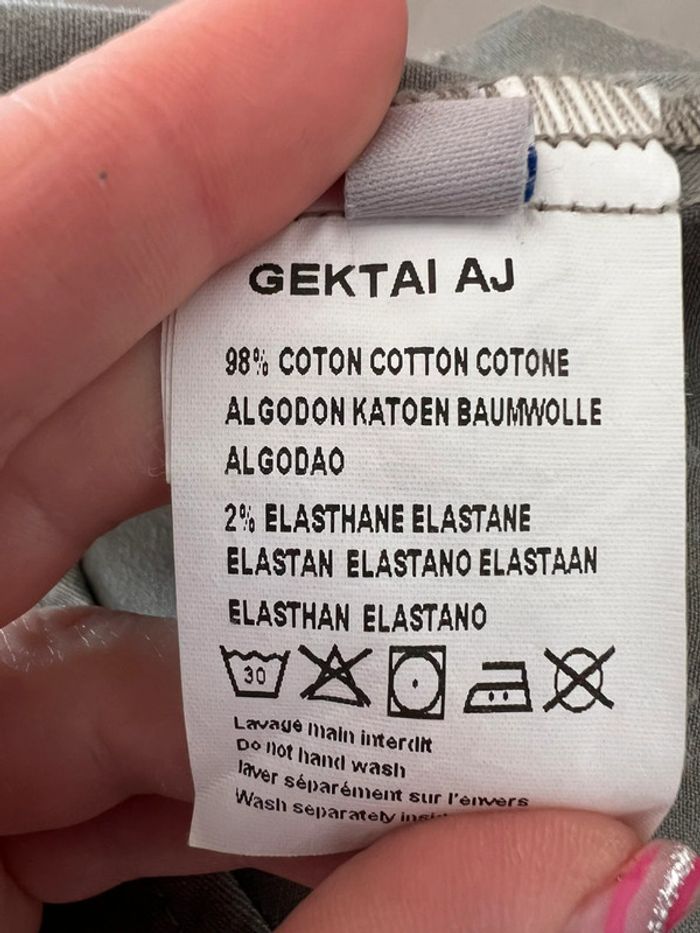 GEKTAI AJ
98% COTON COTTON COTONE
ALGODON KATOEN BAUMWOLLE
ALGODAO
2% ELASTHANE ELASTANE
ELASTAN ELASTANO ELASTAAN
ELASTHAN ELASTANO
30
Lavage main interdit
Do not hand wash
laver séparément sur l'envers
Wash separately